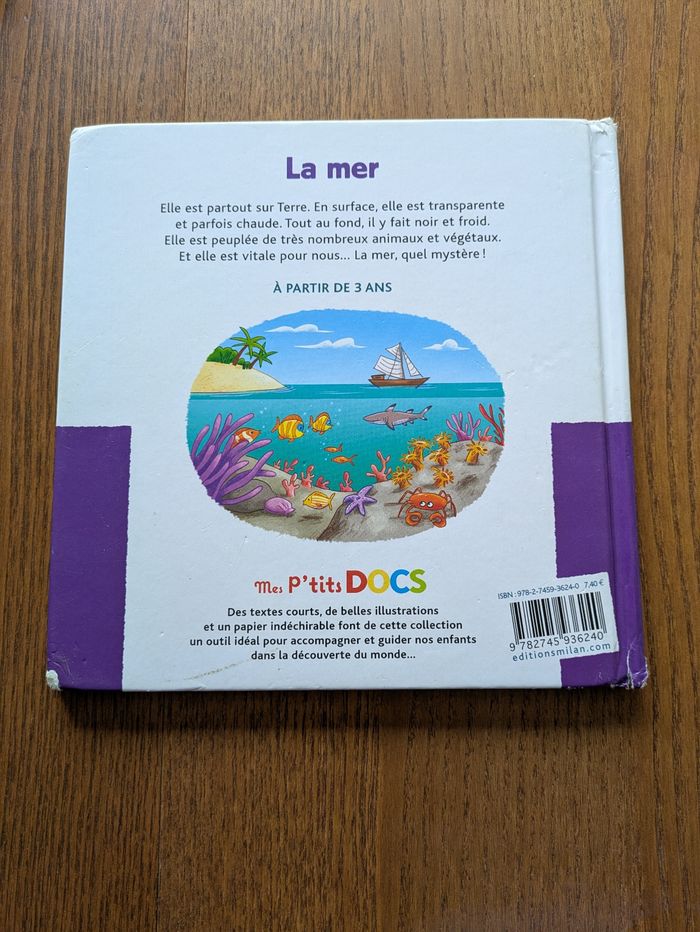 La mer
Elle est partout sur Terre. En surface, elle est transparente
et parfois chaude. Tout au fond, il y fait noir et froid.
Elle est peuplée de très nombreux animaux et végétaux.
Et elle est vitale pour nous... La mer, quel mystère !
À PARTIR DE 3 ANS
Mes P'tits DOCS
Des textes courts, de belles illustrations
et un papier indéchirable font de cette collection
un outil idéal pour accompagner et guider nos enfants
dans la découverte du monde...
ISBN : 978-2-7459-3624-0 7,40 €
9 782745 936240
editionsmilan.com